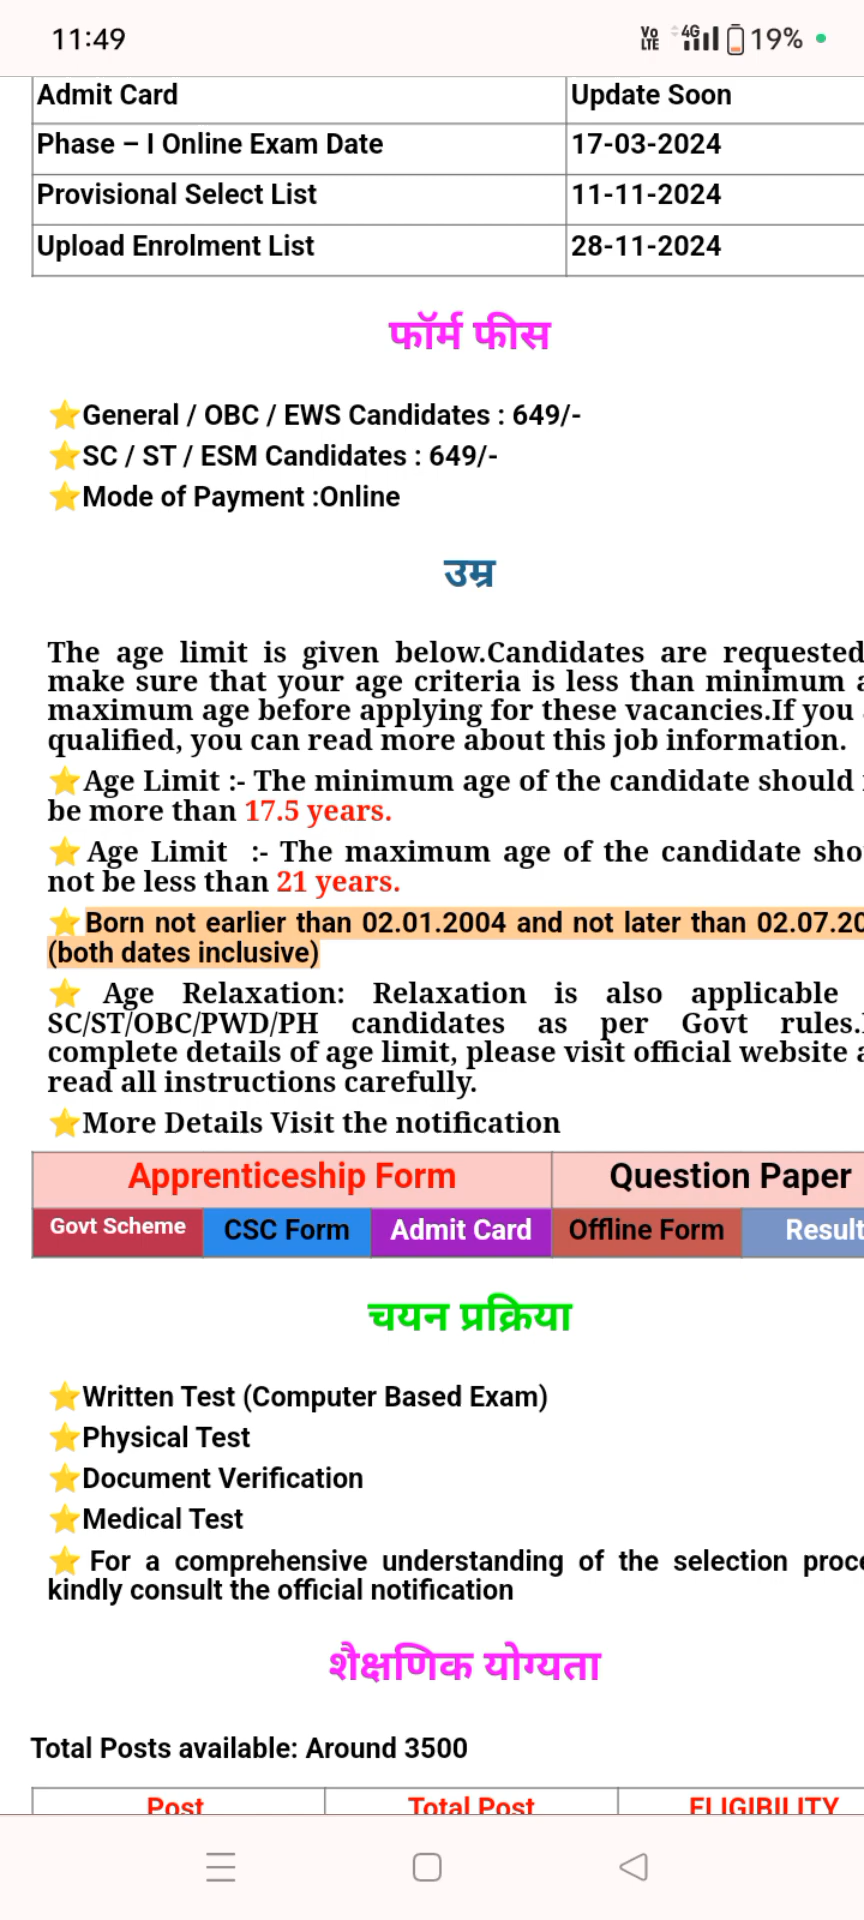 11:49 Vo LTE 4G 19%
Admit Card Update Soon
Phase – I Online Exam Date 17-03-2024
Provisional Select List 11-11-2024
Upload Enrolment List 28-11-2024
फॉर्म फीस
⭐General / OBC / EWS Candidates : 649/-
⭐SC / ST / ESM Candidates : 649/-
⭐Mode of Payment :Online
उम्र
The age limit is given below.Candidates are requested
make sure that your age criteria is less than minimum
maximum age before applying for these vacancies.If you
qualified, you can read more about this job information.
⭐Age Limit :- The minimum age of the candidate should
be more than 17.5 years.
⭐Age Limit :- The maximum age of the candidate
not be less than 21 years.
⭐Born not earlier than 02.01.2004 and not later than
(both dates inclusive)
⭐Age Relaxation: Relaxation is also applicable
SC/ST/OBC/PWD/PH candidates as per Govt rules.
complete details of age limit, please visit official website
read all instructions carefully.
⭐More Details Visit the notification
Apprenticeship Form Question Paper
Govt Scheme CSC Form Admit Card Offline Form Result
चयन प्रक्रिया
⭐Written Test (Computer Based Exam)
⭐Physical Test
⭐Document Verification
⭐Medical Test
⭐For a comprehensive understanding of the selection
kindly consult the official notification
शैक्षणिक योग्यता
Total Posts available: Around 3500
Post Total Post ELIGIBILITY